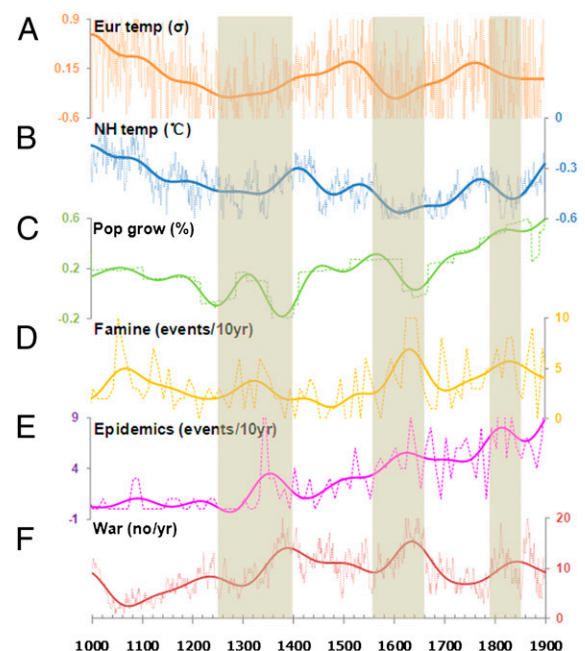 A
Eur temp (σ)
0.9
0.15
-0.6
B
NH temp (℃)
0
-0.3
-0.6
C
Pop grow (%)
0.6
0.2
-0.2
D
Famine (events/10yr)
10
5
0
E
Epidemics (events/10yr)
9
4
-1
F
War (no/yr)
20
10
0
1000 1100 1200 1300 1400 1500 1600 1700 1800 1900